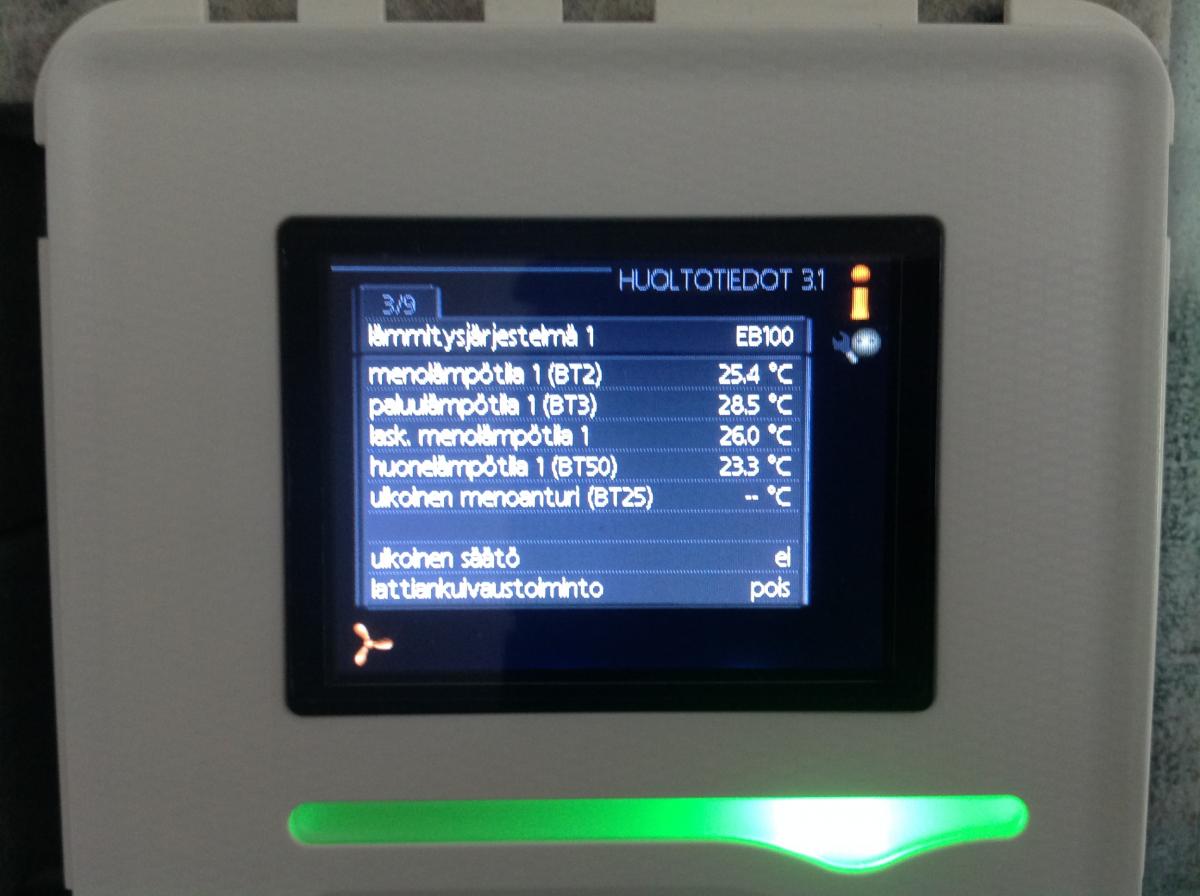 HUOLTOTIEDOT 3.1
3/9
lämmitysjärjestelmä 1 EB100
menolämpötila 1 (BT2) 25.4 °C
paluulämpötila 1 (BT3) 28.5 °C
lask. menolämpötila 1 26.0 °C
huonelämpötila 1 (BT50) 23.3 °C
ulkoinen menoanturi (BT25) -- °C
ulkoinen säätö ei
lattiankuivaustoiminto pois